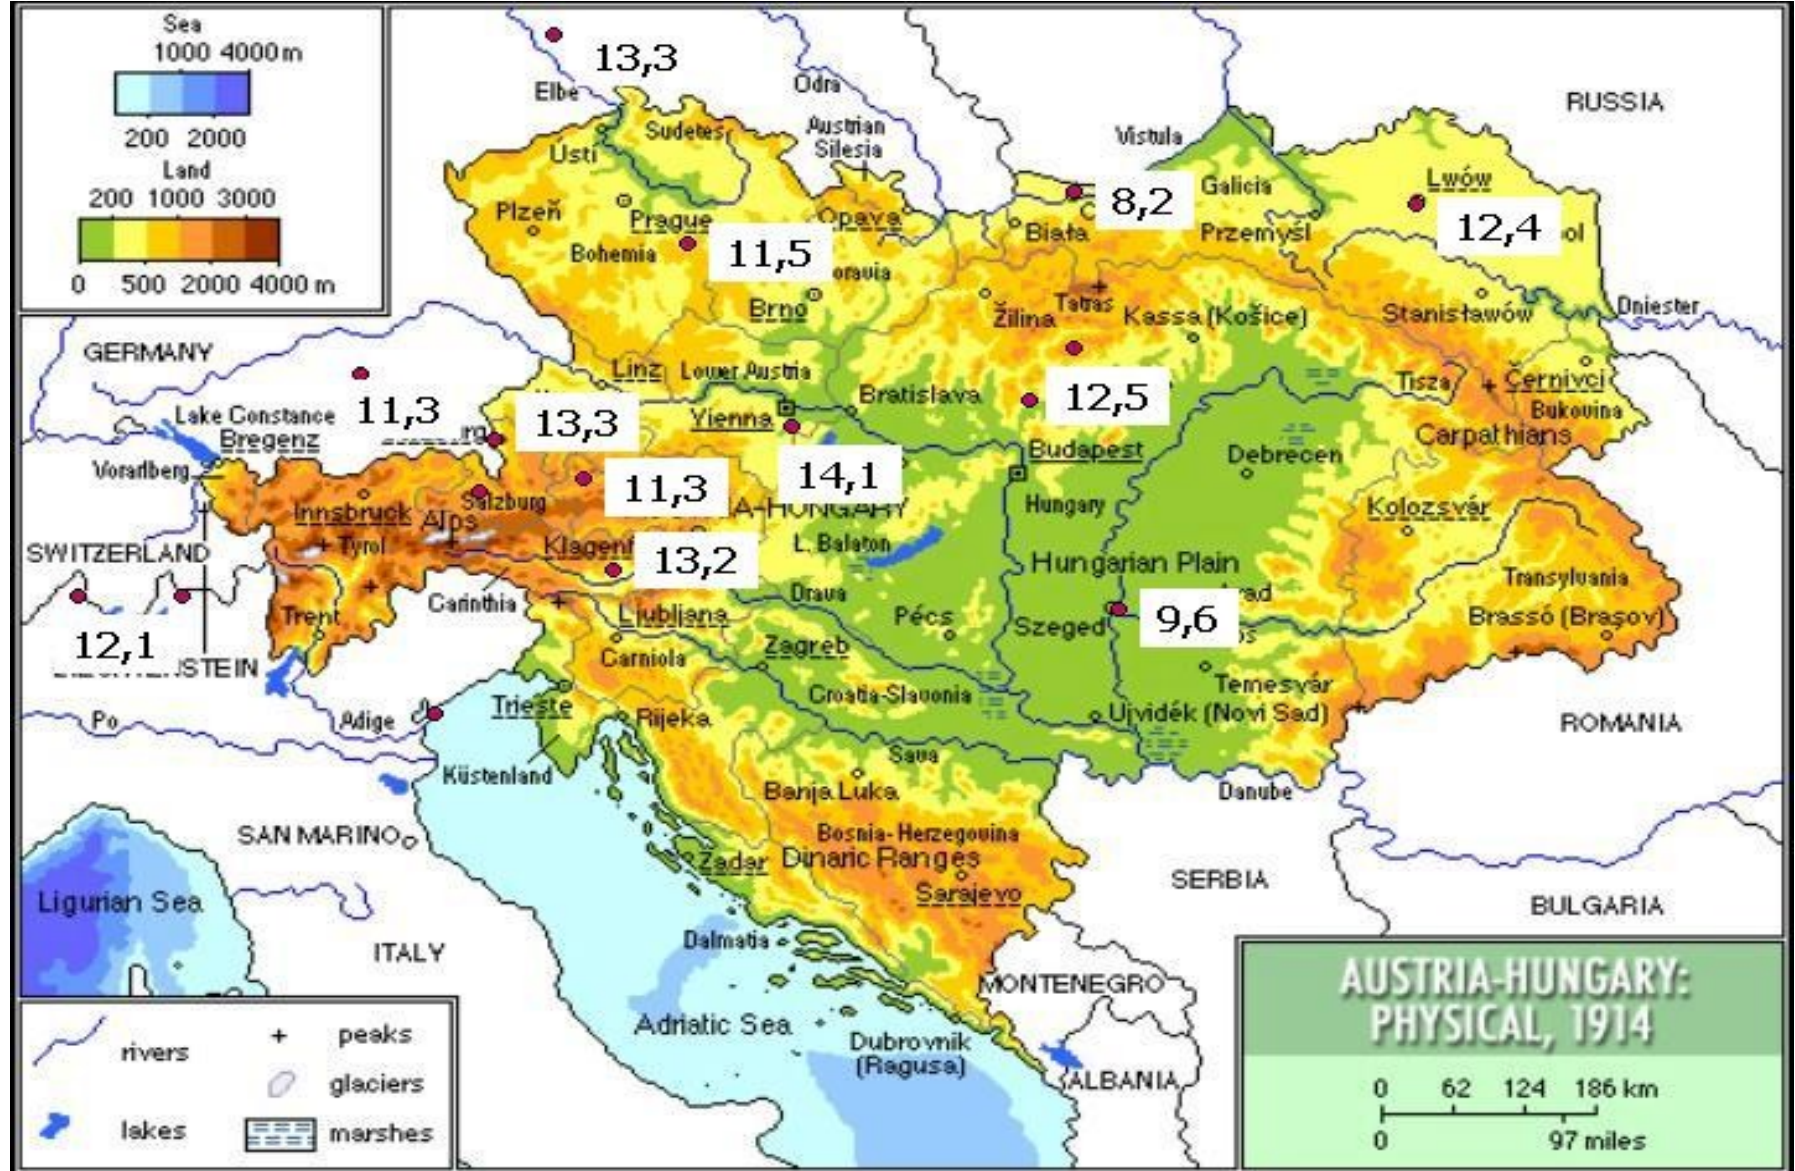 Sea
1000 4000 m
200 2000
Land
200 1000 3000
0 500 2000 4000 m
13,3
Elbe
Odra
RUSSIA
Sudetes
Austrian
Silesia
Vistula
Ústi
Galicia
Lwów
8,2
12,4
Plzeň
Prague
Opava
Biała
Przemyśl
Bohemia
11,5
Brno
Žilina
Tatras
Kassa (Košice)
Stanisławów
Dniester
GERMANY
Linz
Lower Austria
Bratislava
Tisza
Černivci
Bukovina
11,3
Lake Constance
Bregenz
13,3
Vienna
12,5
Carpathians
Vorarlberg
Budapest
Debrecen
11,3
14,1
Innsbruck
Alps
Salzburg
Hungary
Kolozsvár
SWITZERLAND
Tyrol
13,2
L. Balaton
Hungarian Plain
Transylvania
Carinthia
Drava
Trent
Ljubljana
Pécs
Szeged
9,6
Brassó (Braşov)
12,1
Carniola
Zagreb
Temesvár
Croatia-Slavonia
Po
Adige
Trieste
Rijeka
Ujvidék (Novi Sad)
ROMANIA
Küstenland
Sava
Banja Luka
Danube
SAN MARINO
Bosnia-Herzegovina
Zadar
Dinaric Ranges
Sarajevo
SERBIA
BULGARIA
Ligurian Sea
ITALY
Dalmatia
MONTENEGRO
Adriatic Sea
Dubrovnik
(Ragusa)
ALBANIA
rivers
peaks
glaciers
lakes
marshes
AUSTRIA-HUNGARY:
PHYSICAL, 1914
0 62 124 186 km
0 97 miles